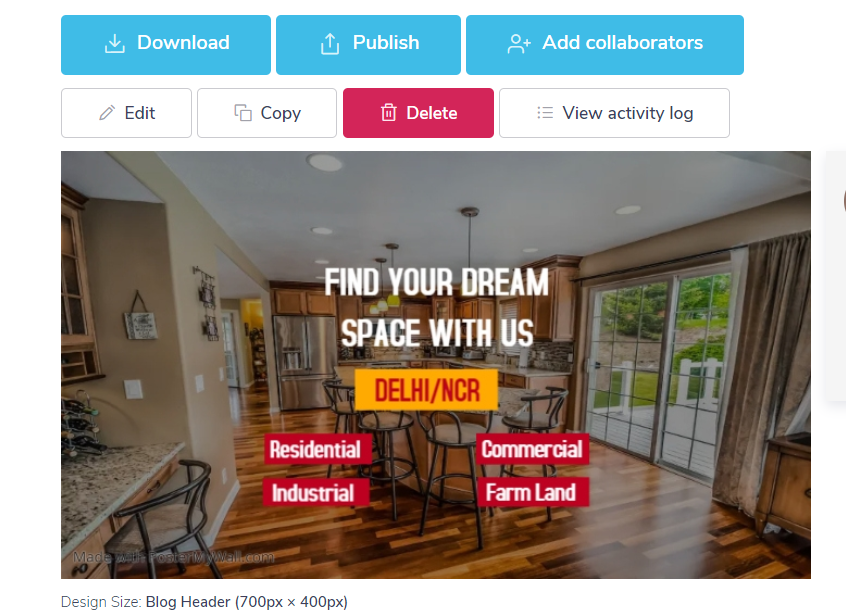 Download Publish Add collaborators
Edit Copy Delete View activity log
FIND YOUR DREAM
SPACE WITH US
DELHI/NCR
Residential Commercial
Industrial Farm Land
Made with PosterMyWall.com
Design Size: Blog Header (700px × 400px)